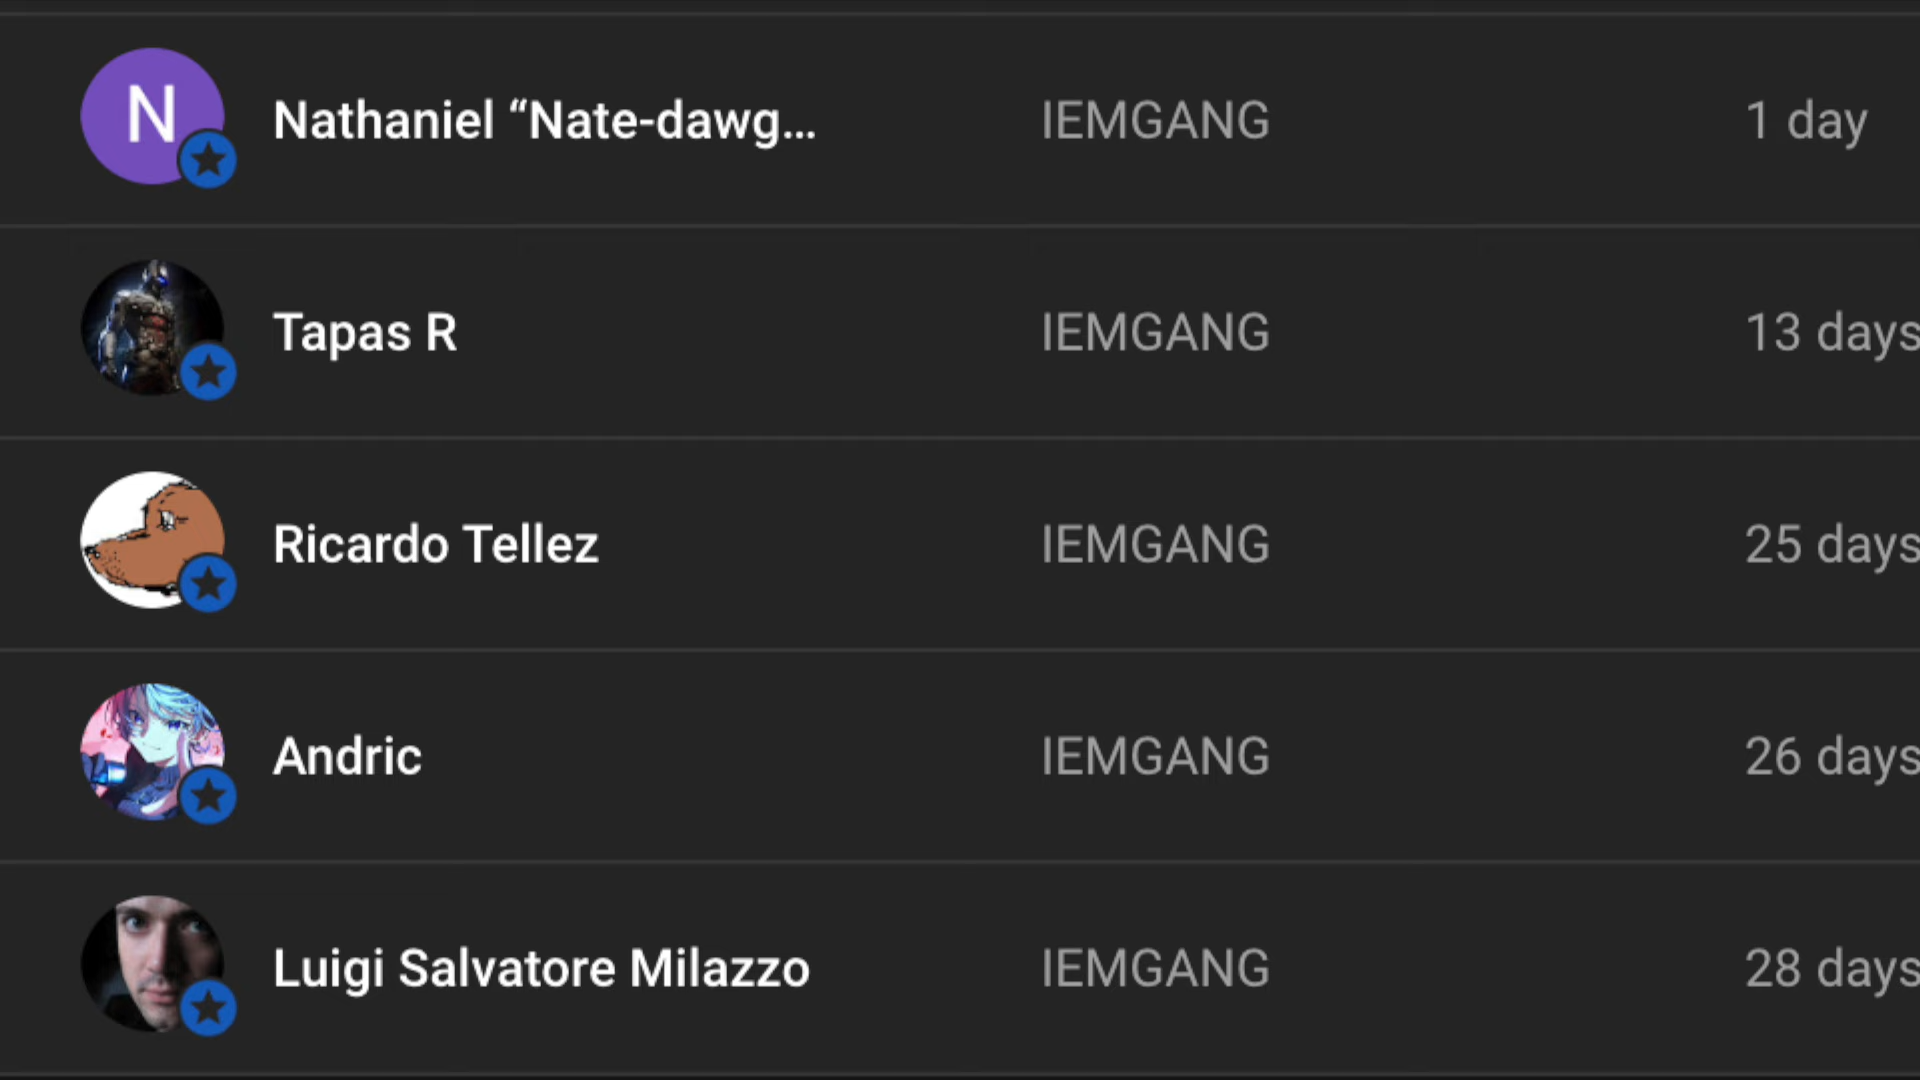 N
Nathaniel “Nate-dawg... IEMGANG 1 day
Tapas R IEMGANG 13 days
Ricardo Tellez IEMGANG 25 days
Andric IEMGANG 26 days
Luigi Salvatore Milazzo IEMGANG 28 days